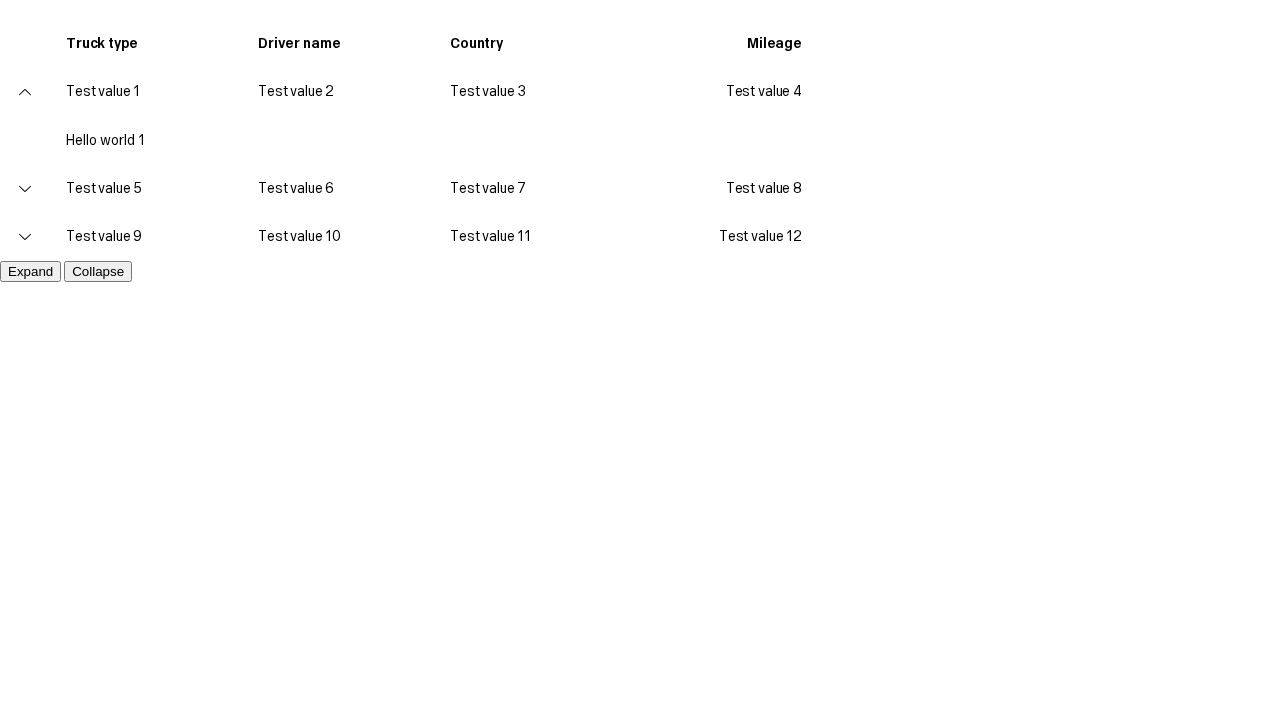 Truck type Driver name Country Mileage
Test value 1 Test value 2 Test value 3 Test value 4
Hello world 1
Test value 5 Test value 6 Test value 7 Test value 8
Test value 9 Test value 10 Test value 11 Test value 12
Expand Collapse